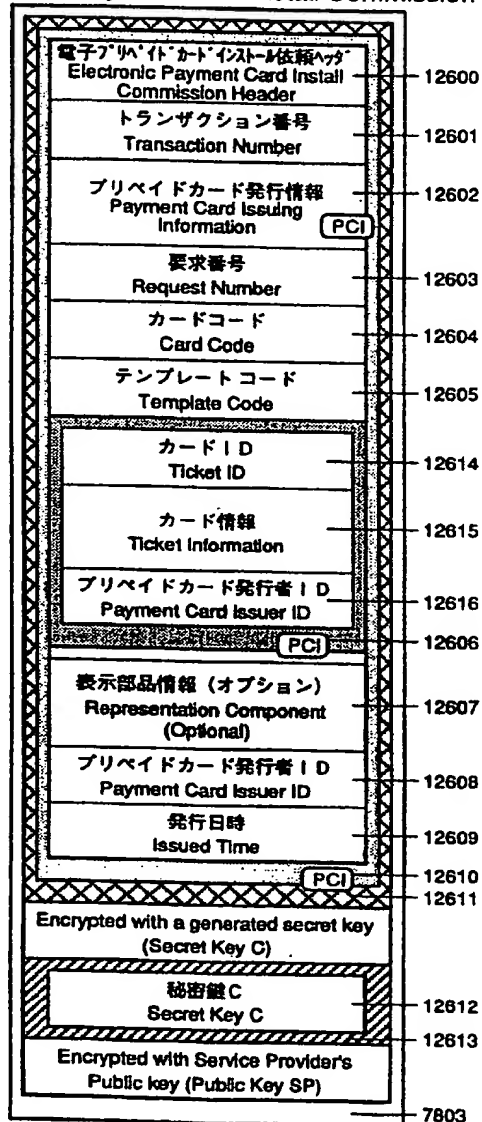 電子プリペイドカードインストール依頼ヘッダ
Electronic Payment Card Install
Commission Header
12600
トランザクション番号
Transaction Number
12601
プリペイドカード発行情報
Payment Card Issuing
Information
PCI
12602
要求番号
Request Number
12603
カードコード
Card Code
12604
テンプレートコード
Template Code
12605
カードID
Ticket ID
12614
カード情報
Ticket Information
12615
プリペイドカード発行者ID
Payment Card Issuer ID
12616
PCI
12606
表示部品情報(オプション)
Representation Component
(Optional)
12607
プリペイドカード発行者ID
Payment Card Issuer ID
12608
発行日時
Issued Time
12609
PCI
12610
12611
Encrypted with a generated secret key
(Secret Key C)
秘密鍵C
Secret Key C
12612
12613
Encrypted with Service Provider's
Public key (Public Key SP)
7803